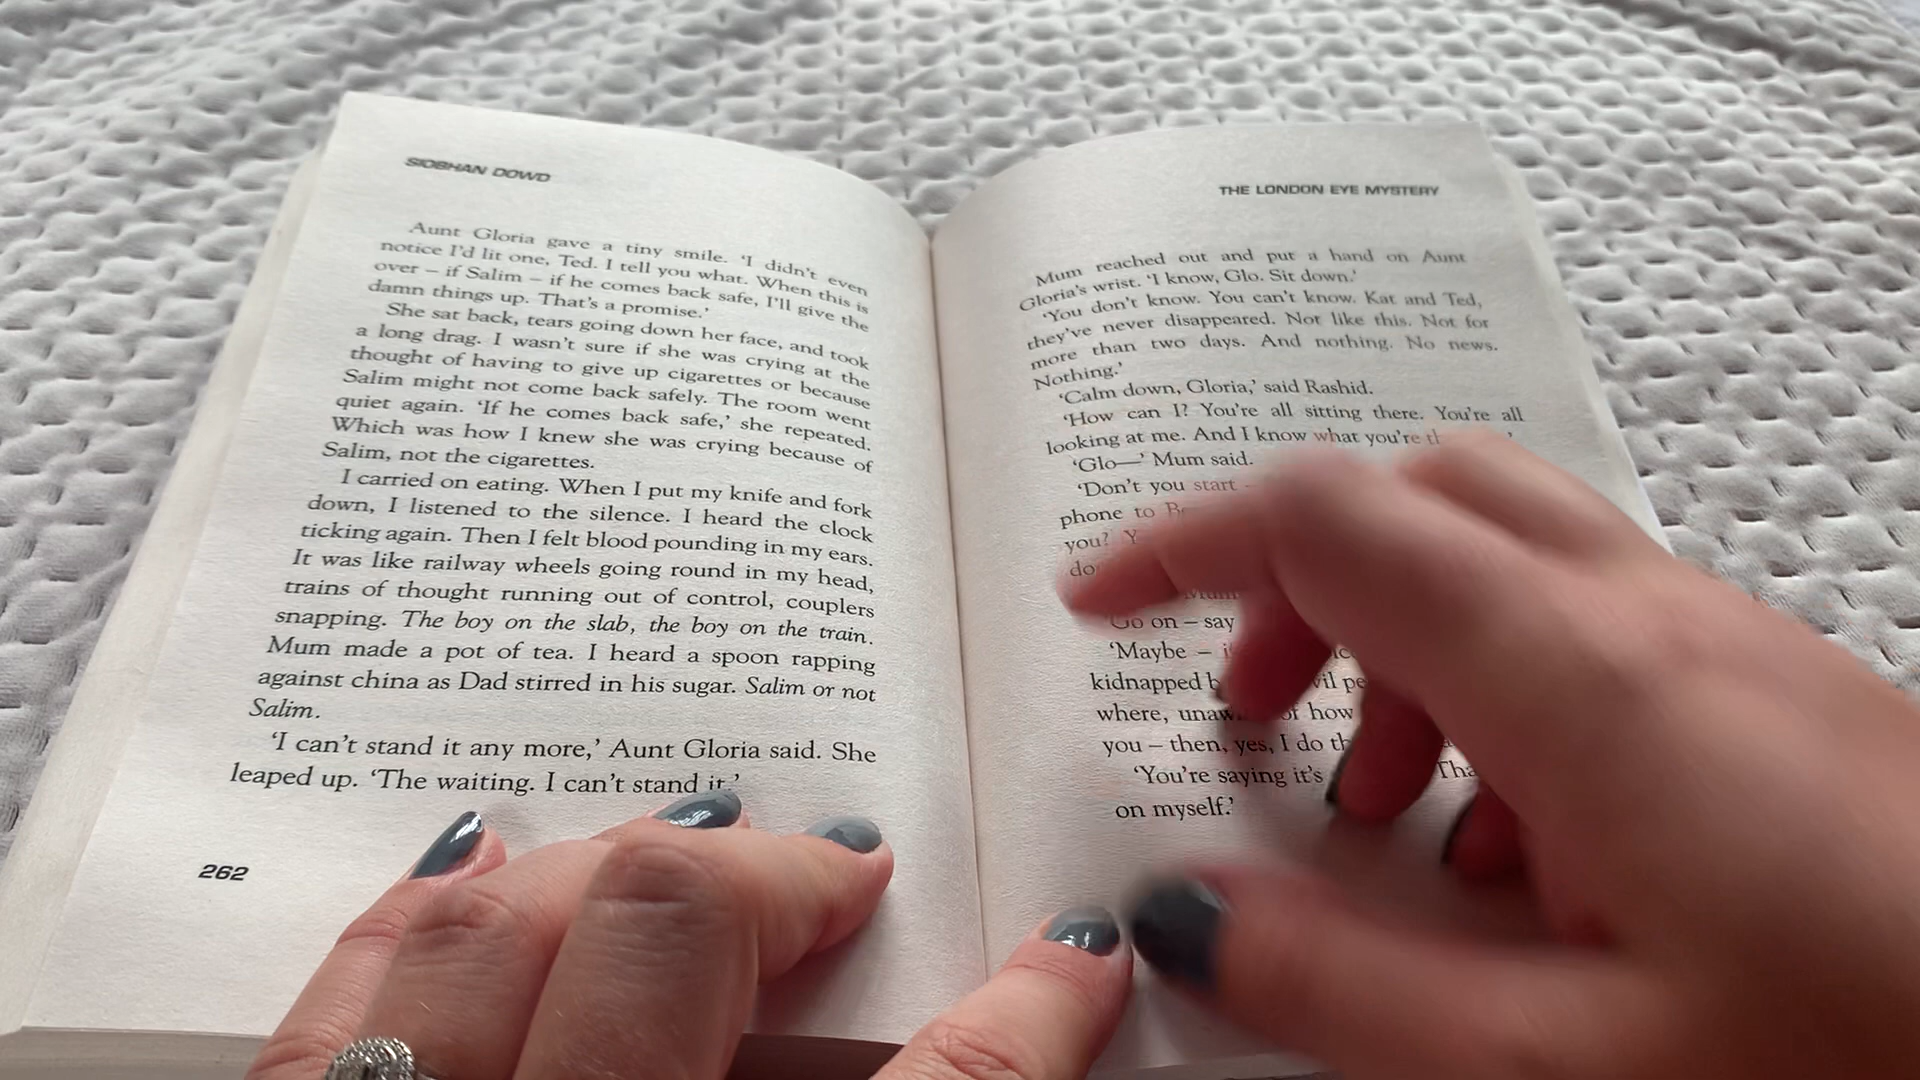 SIOBHAN DOWD
Aunt Gloria gave a tiny smile. ‘I didn’t even
notice I’d lit one, Ted. I tell you what. When this is
over – if Salim – if he comes back safe, I’ll give the
damn things up. That’s a promise.’
She sat back, tears going down her face, and took
a long drag. I wasn’t sure if she was crying at the
thought of having to give up cigarettes or because
Salim might not come back safely. The room went
quiet again. ‘If he comes back safe,’ she repeated.
Which was how I knew she was crying because of
Salim, not the cigarettes.
I carried on eating. When I put my knife and fork
down, I listened to the silence. I heard the clock
ticking again. Then I felt blood pounding in my ears.
It was like railway wheels going round in my head,
trains of thought running out of control, couplers
snapping. The boy on the slab, the boy on the train.
Mum made a pot of tea. I heard a spoon rapping
against china as Dad stirred in his sugar. Salim or not
Salim.
‘I can’t stand it any more,’ Aunt Gloria said. She
leaped up. ‘The waiting. I can’t stand it.’
262
THE LONDON EYE MYSTERY
Mum reached out and put a hand on Aunt
Gloria’s wrist. ‘I know, Glo. Sit down.’
‘You don’t know. You can’t know. Kat and Ted,
they’ve never disappeared. Not like this. Not for
more than two days. And nothing. No news.
Nothing.’
‘Calm down, Gloria,’ said Rashid.
‘How can I? You’re all sitting there. You’re all
looking at me. And I know what you’re
‘Glo—’ Mum said.
‘Don’t you start –
phone to
you?
Mum
Go on – say
‘Maybe –
kidnapped
where, of how
you – then, yes, I do
‘You’re saying it’s
on myself.’